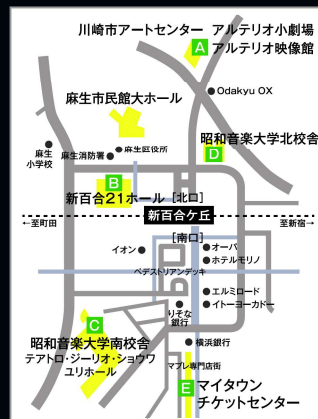 川崎市アートセンター アルテリオ小劇場
A アルテリオ映像館
Odakyu OX
麻生市民館大ホール
麻生区役所
昭和音楽大学北校舎
麻生
小学校
麻生消防署
D
B
新百合21ホール [北口]
←至町田
新百合ケ丘
至新宿→
[南口]
イオン
オーパ
ペデストリアンデッキ
ホテルモリノ
エルミロード
りそな
銀行
イトーヨーカドー
C
昭和音楽大学南校舎
テアトロ・ジーリオ・ショウワ
ユリホール
横浜銀行
マプレ専門店街
E マイタウン
チケットセンター